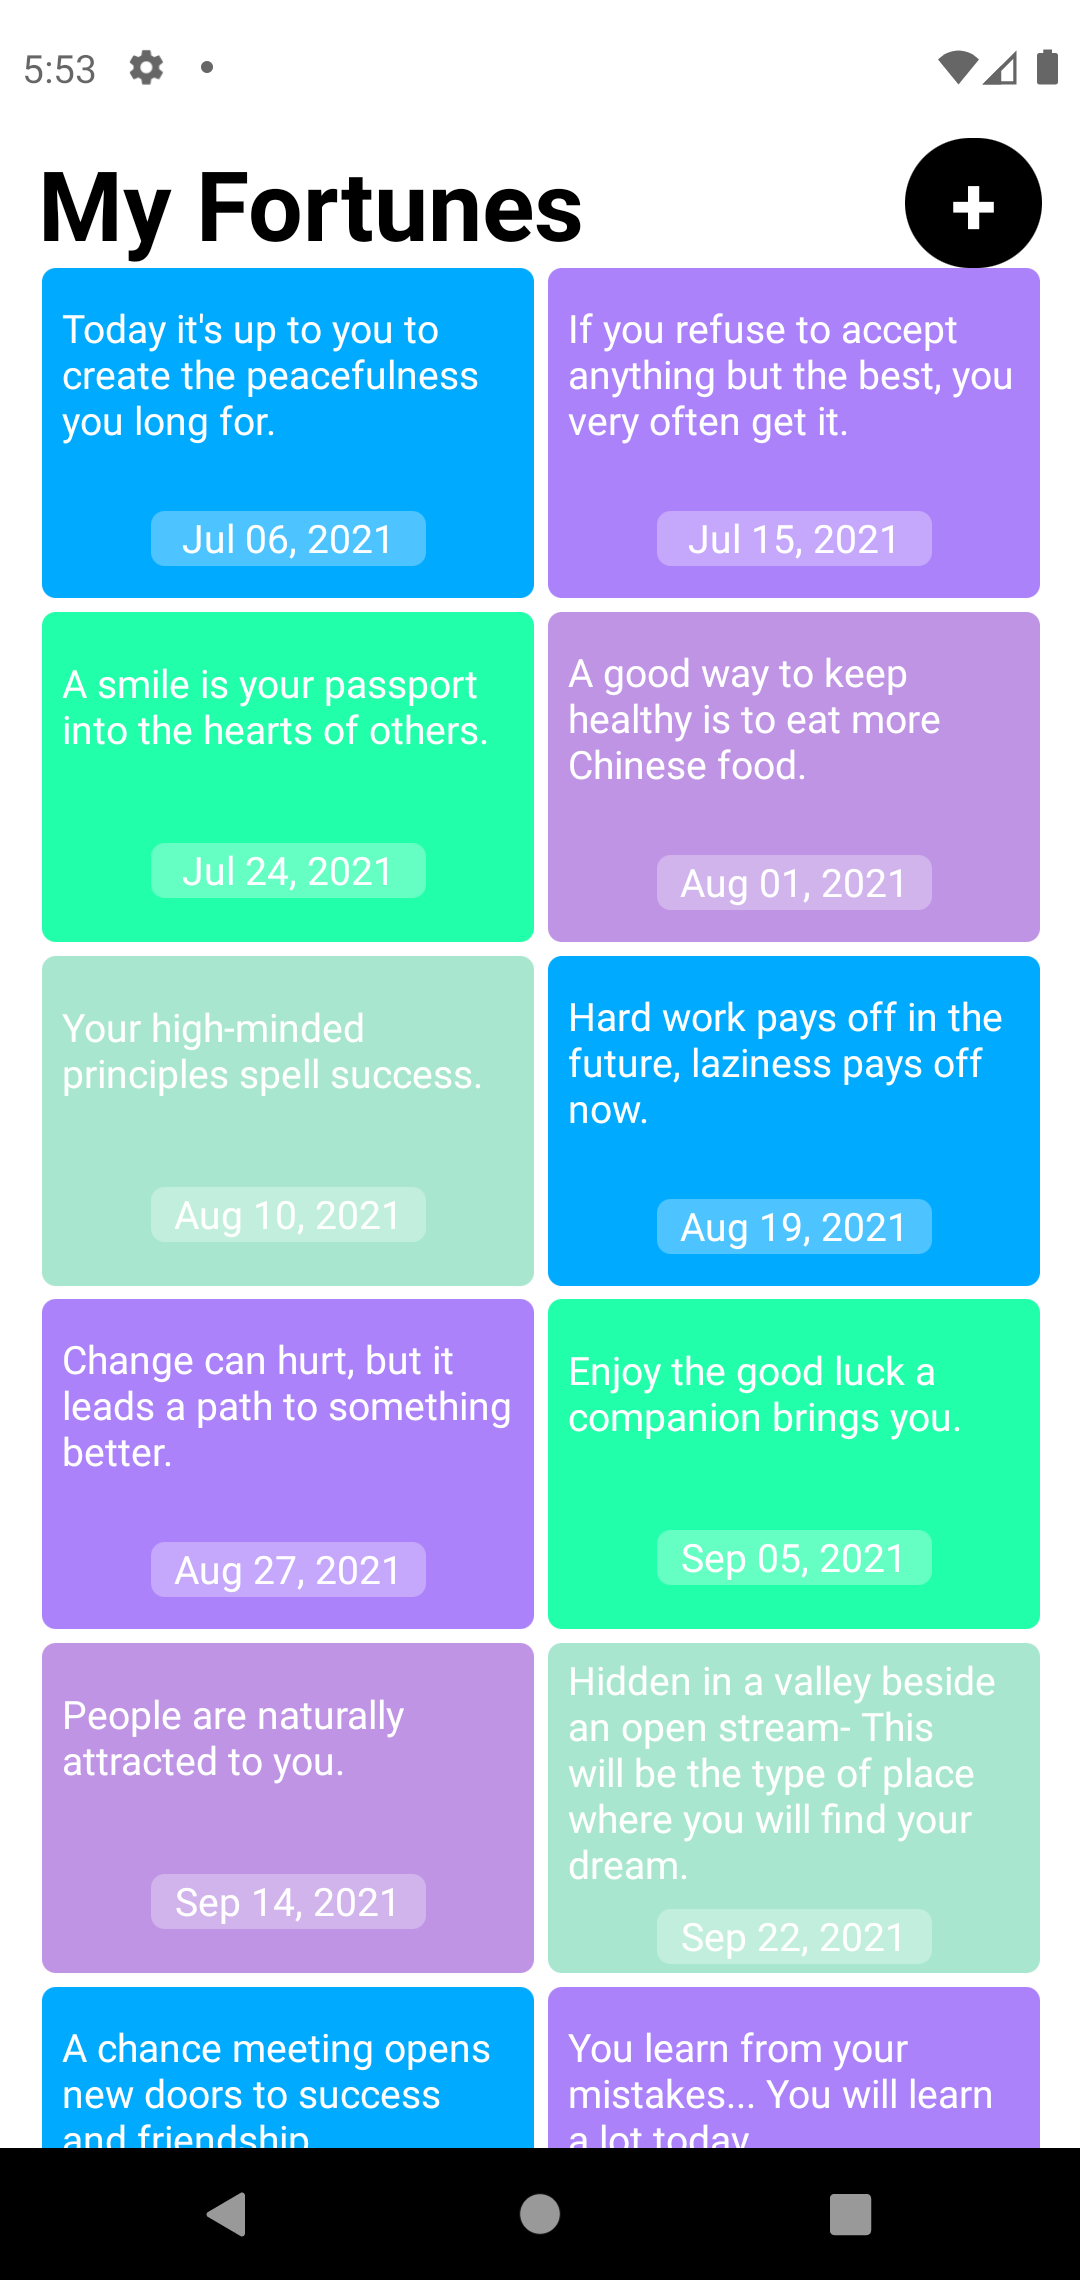 5:53
My Fortunes
+
Today it's up to you to
create the peacefulness
you long for.
Jul 06, 2021
If you refuse to accept
anything but the best, you
very often get it.
Jul 15, 2021
A smile is your passport
into the hearts of others.
Jul 24, 2021
A good way to keep
healthy is to eat more
Chinese food.
Aug 01, 2021
Your high-minded
principles spell success.
Aug 10, 2021
Hard work pays off in the
future, laziness pays off
now.
Aug 19, 2021
Change can hurt, but it
leads a path to something
better.
Aug 27, 2021
Enjoy the good luck a
companion brings you.
Sep 05, 2021
People are naturally
attracted to you.
Sep 14, 2021
Hidden in a valley beside
an open stream- This
will be the type of place
where you will find your
dream.
Sep 22, 2021
A chance meeting opens
new doors to success
and friendship
You learn from your
mistakes... You will learn
a lot today